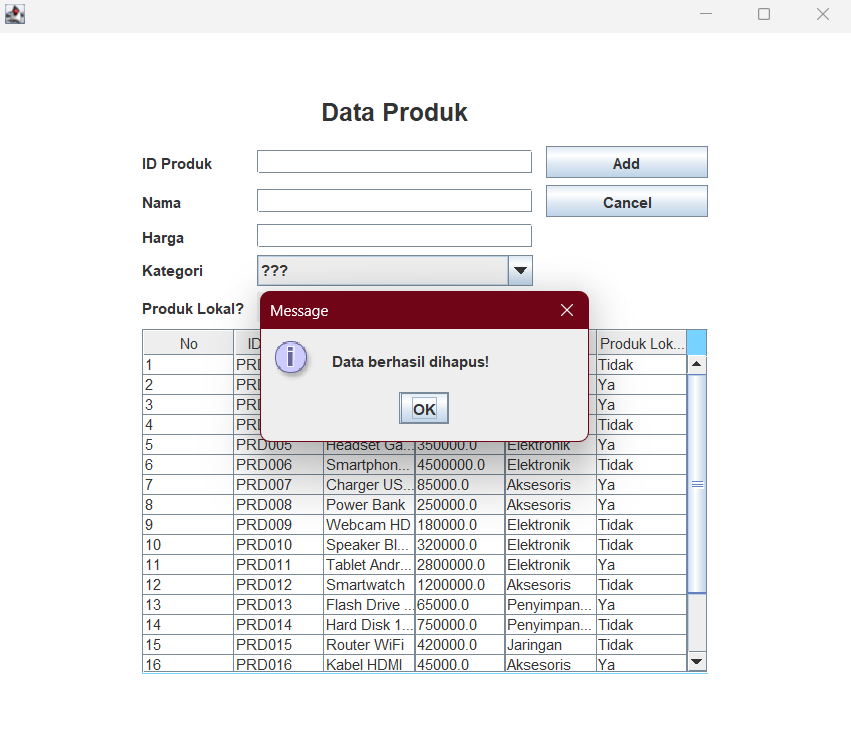 Data Produk
ID Produk Add
Nama Cancel
Harga
Kategori ???
Produk Lokal?
Message
Data berhasil dihapus!
OK
No ID Produk Lok...
1 PRD Tidak
2 PRD Ya
3 PRD Ya
4 PRD Tidak
5 PRD005 Headset Ga... 350000.0 Elektronik Ya
6 PRD006 Smartphon... 4500000.0 Elektronik Tidak
7 PRD007 Charger US... 85000.0 Aksesoris Ya
8 PRD008 Power Bank 250000.0 Aksesoris Ya
9 PRD009 Webcam HD 180000.0 Elektronik Tidak
10 PRD010 Speaker Bl... 320000.0 Elektronik Tidak
11 PRD011 Tablet Andr... 2800000.0 Elektronik Ya
12 PRD012 Smartwatch 1200000.0 Aksesoris Tidak
13 PRD013 Flash Drive ... 65000.0 Penyimpan... Ya
14 PRD014 Hard Disk 1... 750000.0 Penyimpan... Tidak
15 PRD015 Router WiFi 420000.0 Jaringan Tidak
16 PRD016 Kabel HDMI 45000.0 Aksesoris Ya